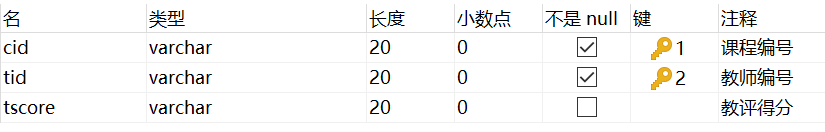 名 类型 长度 小数点 不是 null 键 注释
cid varchar 20 0 1 课程编号
tid varchar 20 0 2 教师编号
tscore varchar 20 0 教评得分